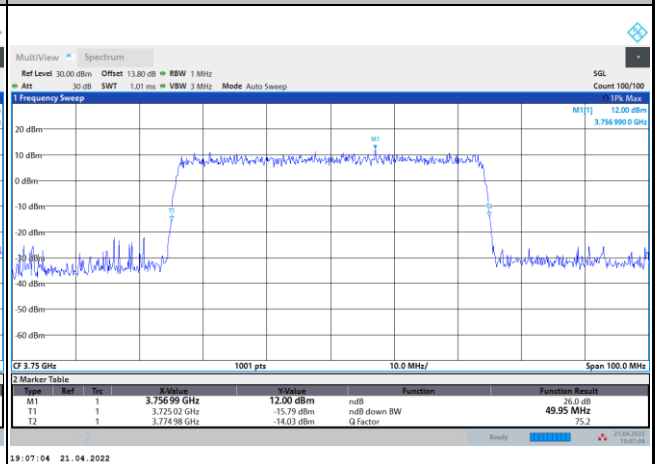 MultiView Spectrum
Ref Level 30.00 dBm Offset 13.80 dB RBW 1 MHz SGL
Att 30 dB SWT 1.01 ms VBW 3 MHz Mode Auto Sweep Count 100/100
1 Frequency Sweep 1Pk Max
M1[1] 12.00 dBm
3.756 990 0 GHz
M1
20 dBm
10 dBm
0 dBm
-10 dBm
T1 T2
-20 dBm
-30 dBm
-40 dBm
-50 dBm
-60 dBm
CF 3.75 GHz 1001 pts 10.0 MHz/ Span 100.0 MHz
2 Marker Table
Type Ref Trc X-Value Y-Value Function Function Result
M1 1 3.756 99 GHz 12.00 dBm ndB 26.0 dB
T1 1 3.725 02 GHz -15.79 dBm ndB down BW 49.95 MHz
T2 1 3.774 98 GHz -14.03 dBm Q Factor 75.2
Ready 21.04.2022
19:07:04
19:07:04 21.04.2022